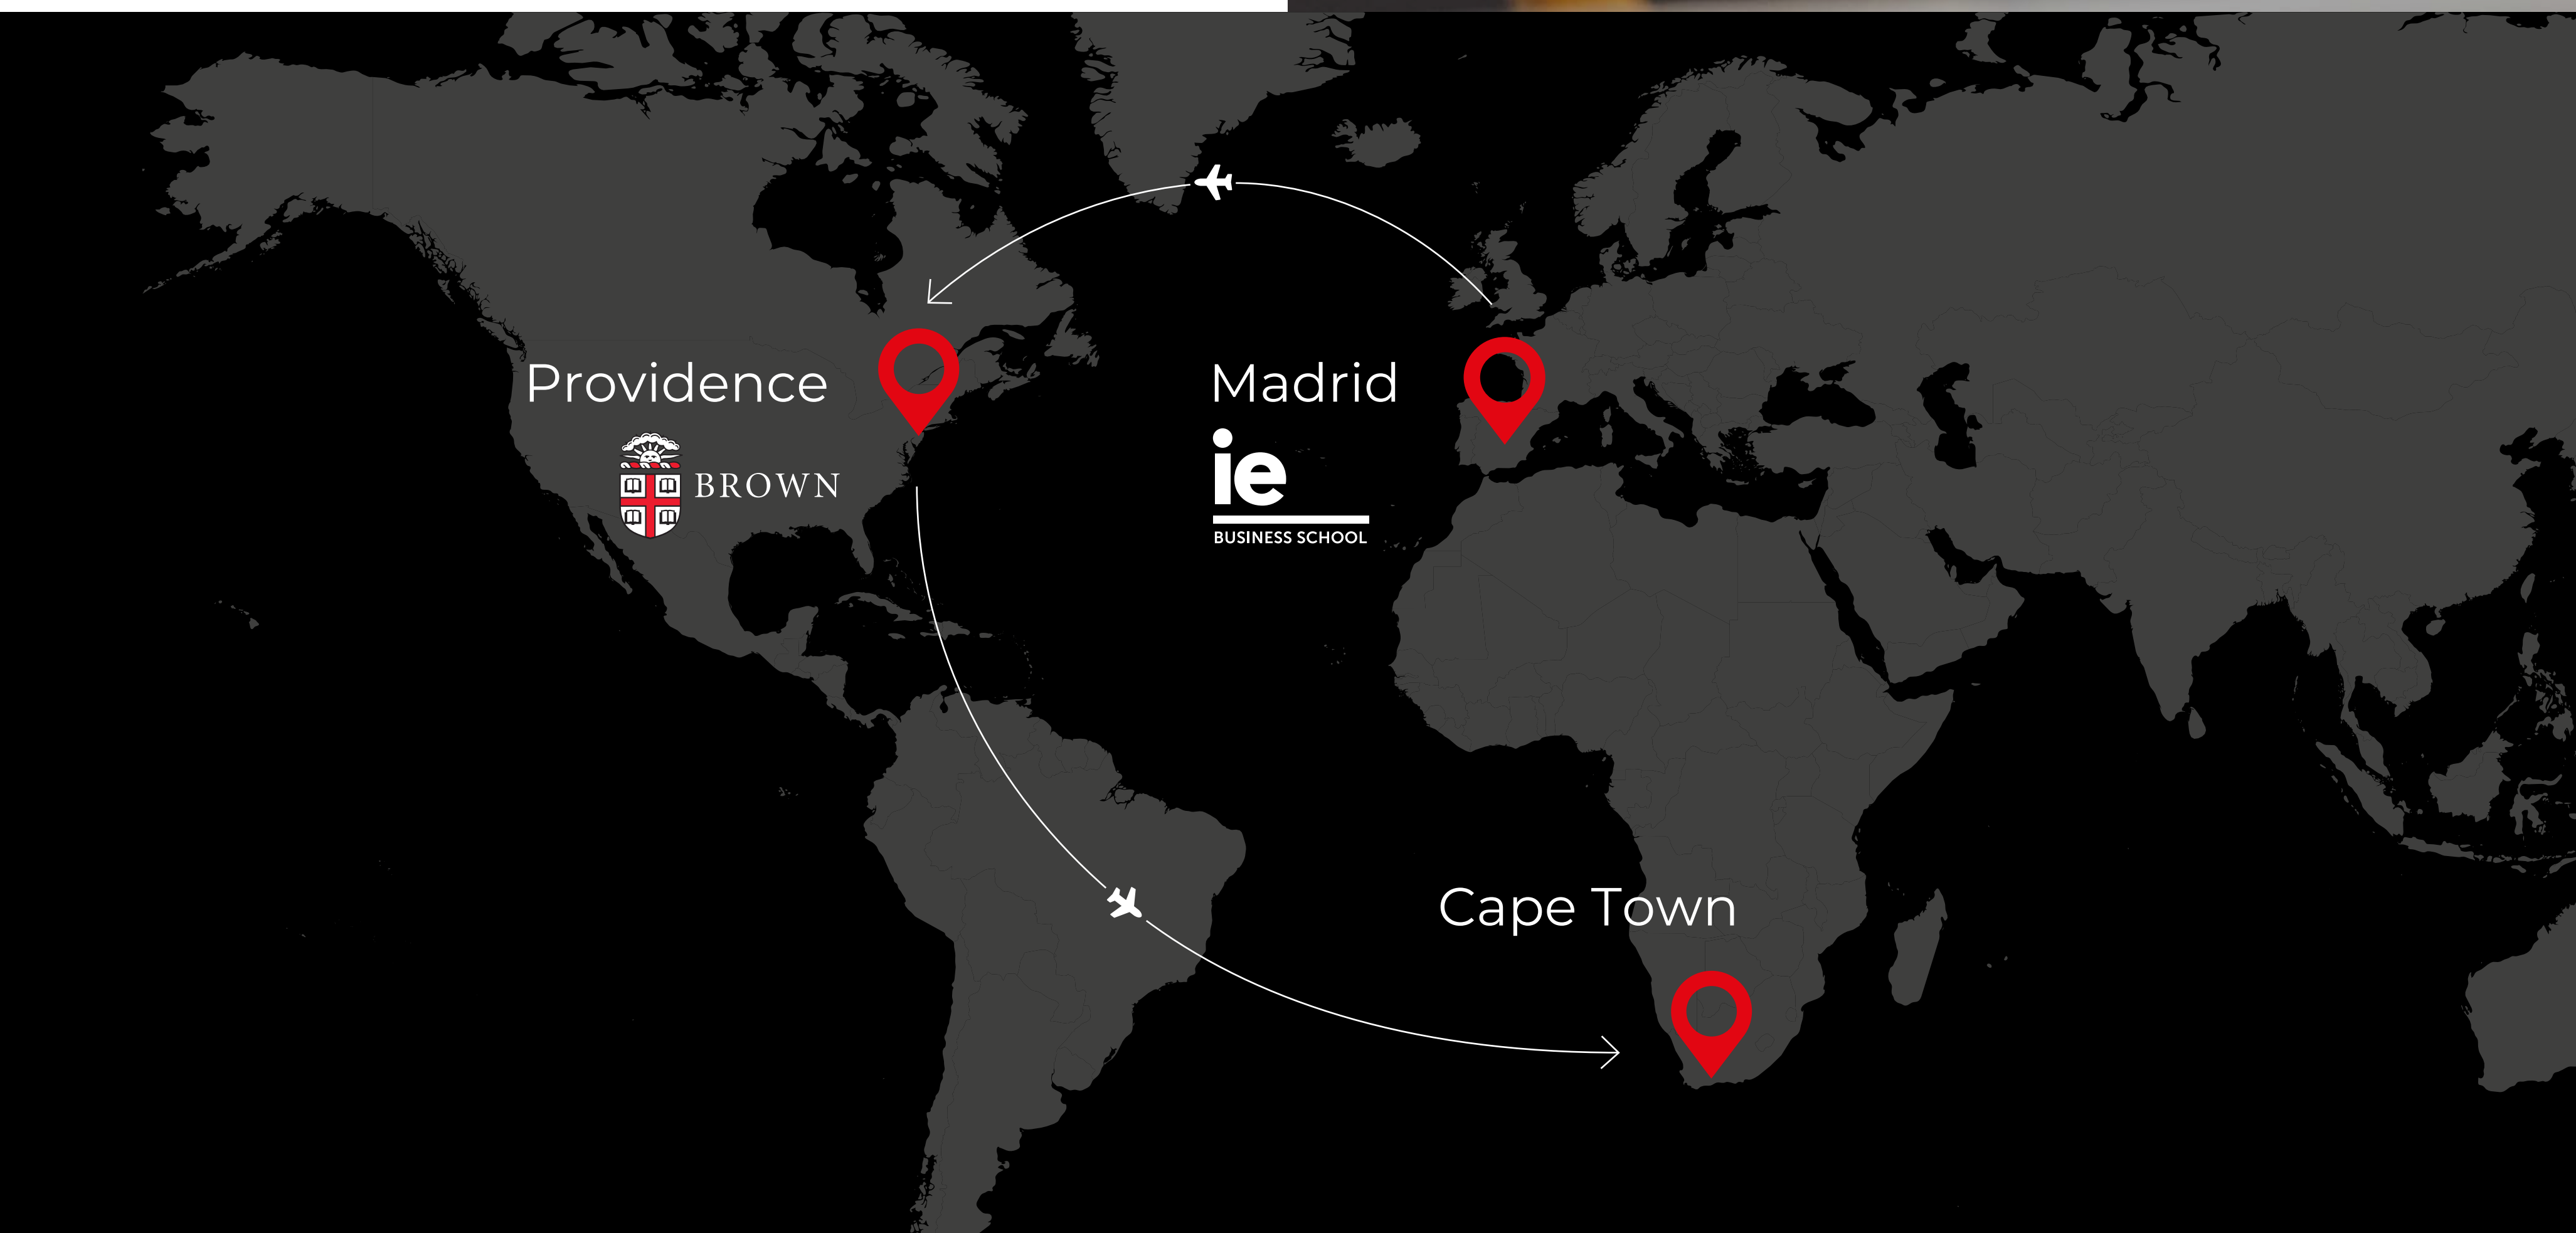 Providence
BROWN
Madrid
ie
BUSINESS SCHOOL
Cape Town